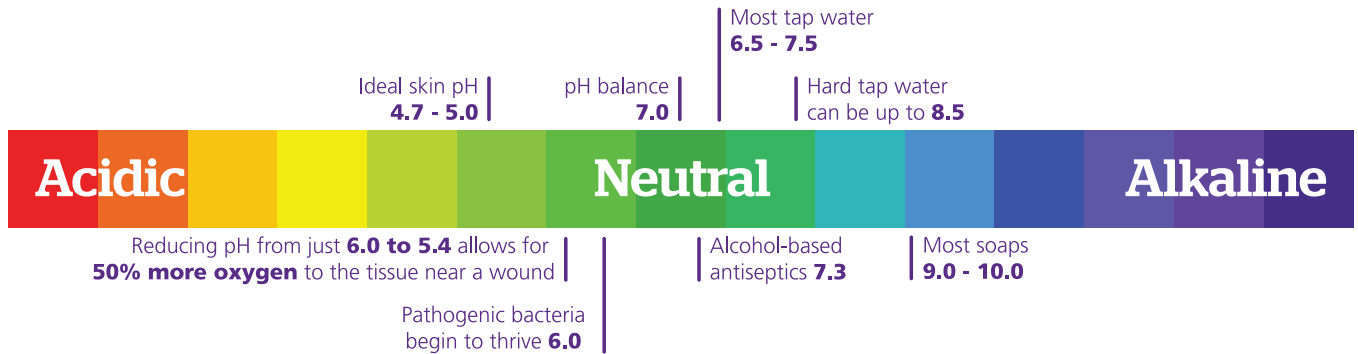 Most tap water
6.5 - 7.5
Ideal skin pH
4.7 - 5.0
pH balance
7.0
Hard tap water
can be up to 8.5
Acidic
Neutral
Alkaline
Reducing pH from just 6.0 to 5.4 allows for
50% more oxygen to the tissue near a wound
Alcohol-based
antiseptics 7.3
Most soaps
9.0 - 10.0
Pathogenic bacteria
begin to thrive 6.0